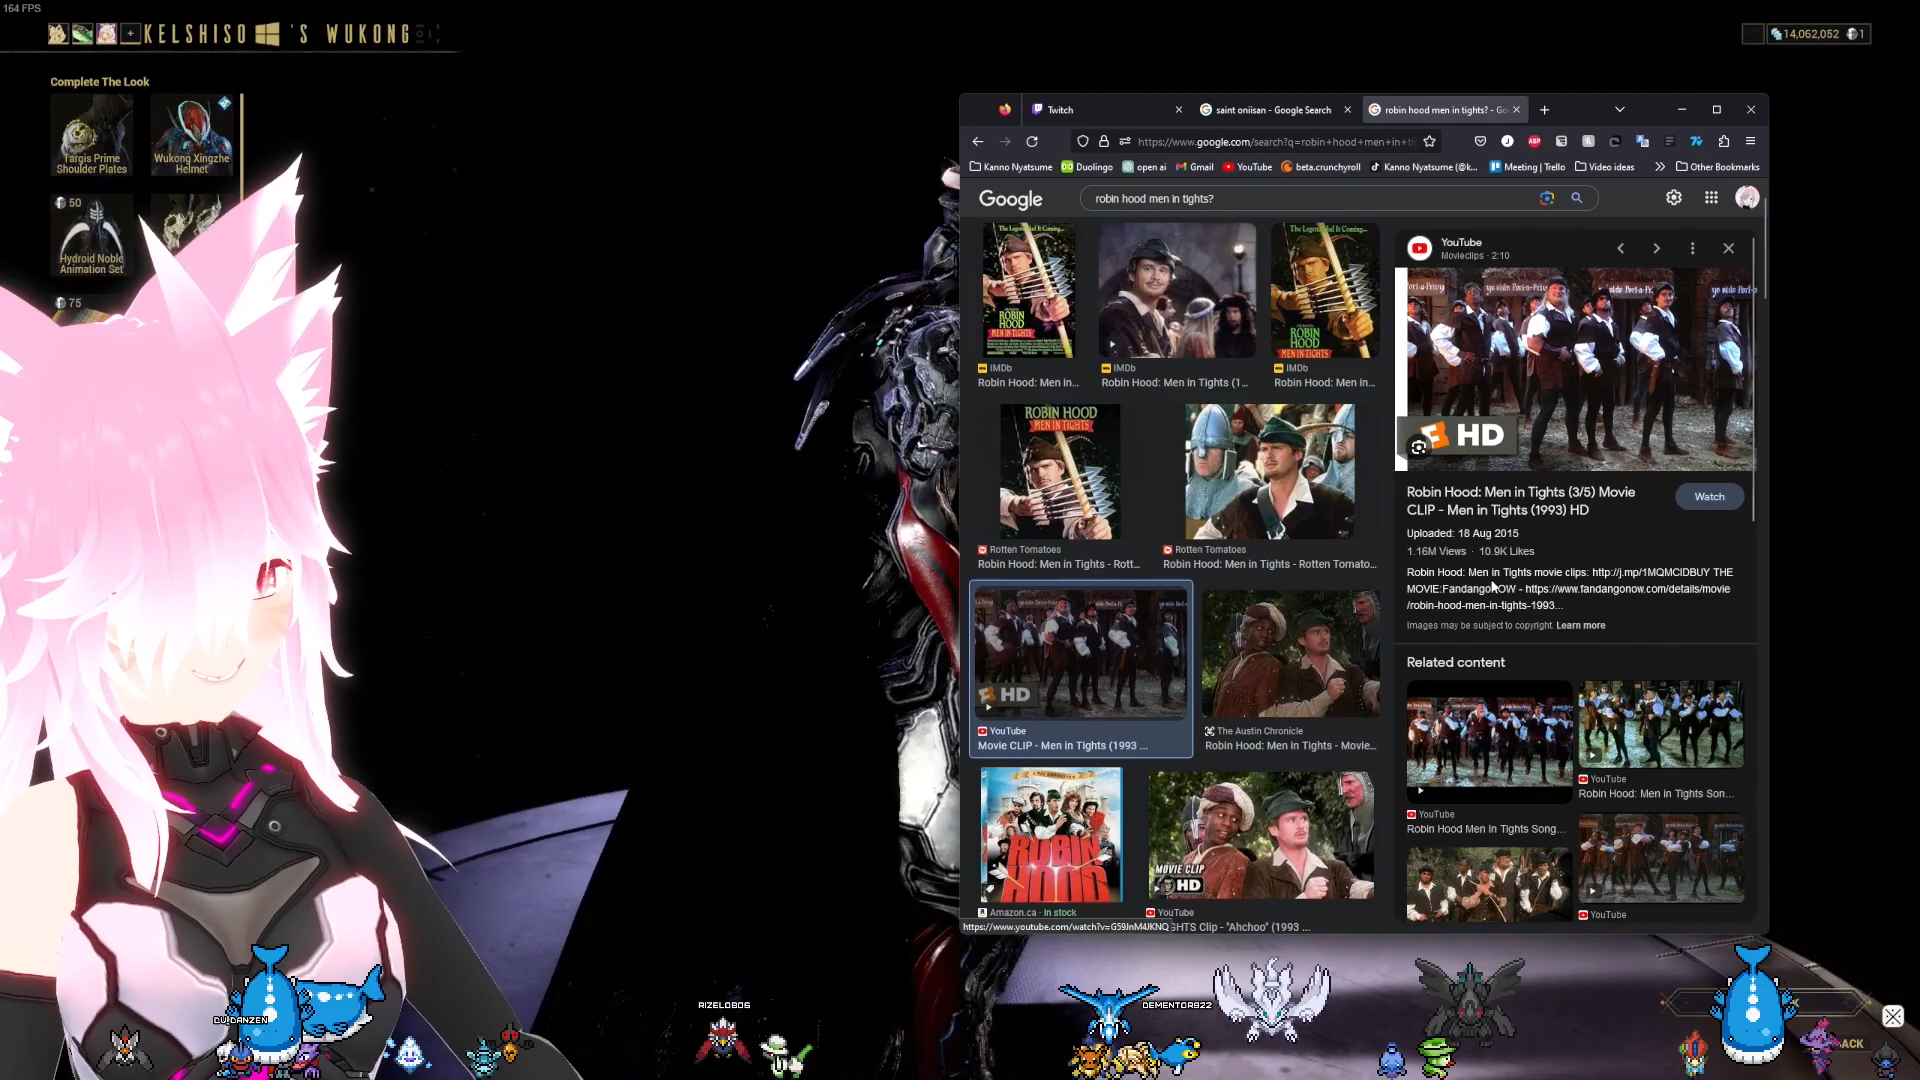 164 FPS
KELSHISO 'S WUKONG
14,062,052 1
Complete The Look
Targis Prime
Shoulder Plates
Wukong Xingzhe
Helmet
50
Hydroid Noble
Animation Set
75
Twitch
saint oniisan - Google Search
robin hood men in tights? - Go
https://www.google.com/search?q=robin+hood+men+in+ti
Kanno Nyatsume
Duolingo
open ai
Gmail
YouTube
beta.crunchyroll
Kanno Nyatsume (@k...
Meeting | Trello
Video ideas
Other Bookmarks
Google
robin hood men in tights?
IMDb
Robin Hood: Men in...
IMDb
Robin Hood: Men in Tights (1...
IMDb
Robin Hood: Men in...
ROBIN HOOD
MEN IN TIGHTS
Rotten Tomatoes
Robin Hood: Men in Tights - Rott...
Rotten Tomatoes
Robin Hood: Men in Tights - Rotten Tomato...
HD
YouTube
Movie CLIP - Men in Tights (1993 ...
The Austin Chronicle
Robin Hood: Men in Tights - Movie...
ROBIN
HOOD
Amazon.ca · In stock
MOVIE CLIP
HD
YouTube
GHTS Clip - "Ahchoo" (1993 ...
https://www.youtube.com/watch?v=G59JnM4JKNQ
YouTube
Movieclips · 2:10
HD
Robin Hood: Men in Tights (3/5) Movie
CLIP - Men in Tights (1993) HD
Watch
Uploaded: 18 Aug 2015
1.16M Views · 10.9K Likes
Robin Hood: Men in Tights movie clips: http://j.mp/1MQMCIDBUY THE
MOVIE:FandangoNOW - https://www.fandangonow.com/details/movie
/robin-hood-men-in-tights-1993...
Images may be subject to copyright. Learn more
Related content
YouTube
Robin Hood: Men in Tights Son...
YouTube
Robin Hood Men In Tights Song...
YouTube
DU_DANZEN
RIZELOBOS
DEMENTOR922